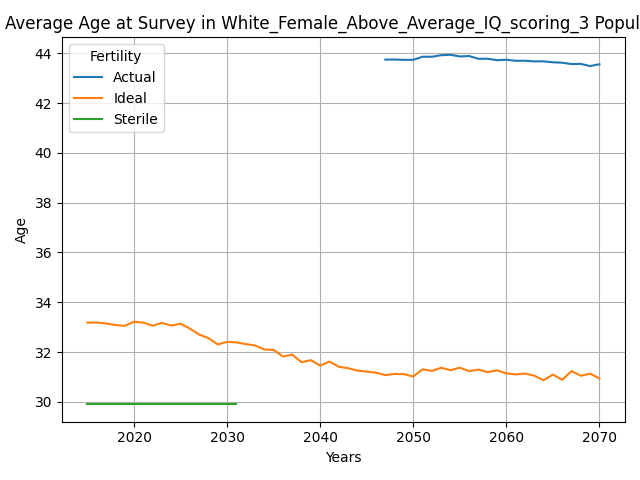 Average Age at Survey in White_Female_Above_Average_IQ_scoring_3 Popul
Fertility
Actual
Ideal
Sterile
44
42
40
38
36
34
32
30
Age
2020 2030 2040 2050 2060 2070
Years